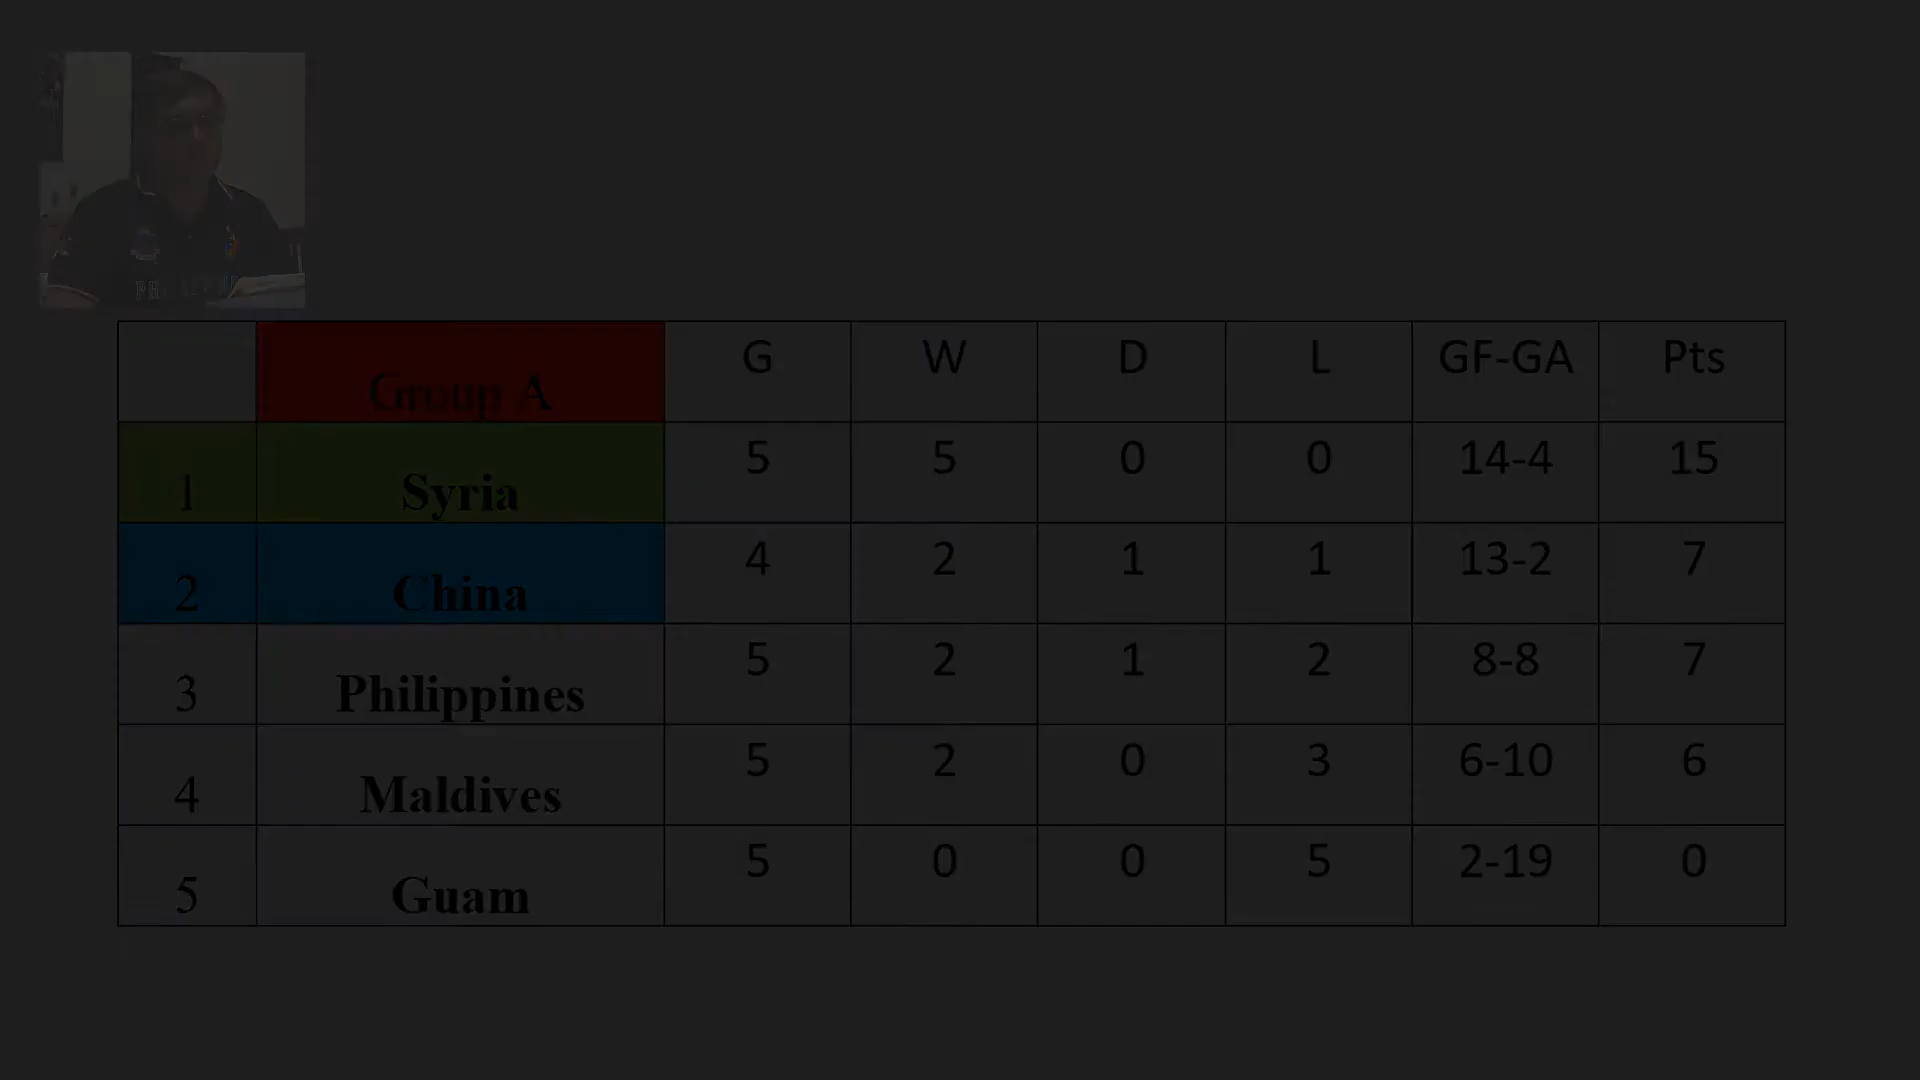 Group A G W D L GF-GA Pts
1 Syria 5 5 0 0 14-4 15
2 China 4 2 1 1 13-2 7
3 Philippines 5 2 1 2 8-8 7
4 Maldives 5 2 0 3 6-10 6
5 Guam 5 0 0 5 2-19 0